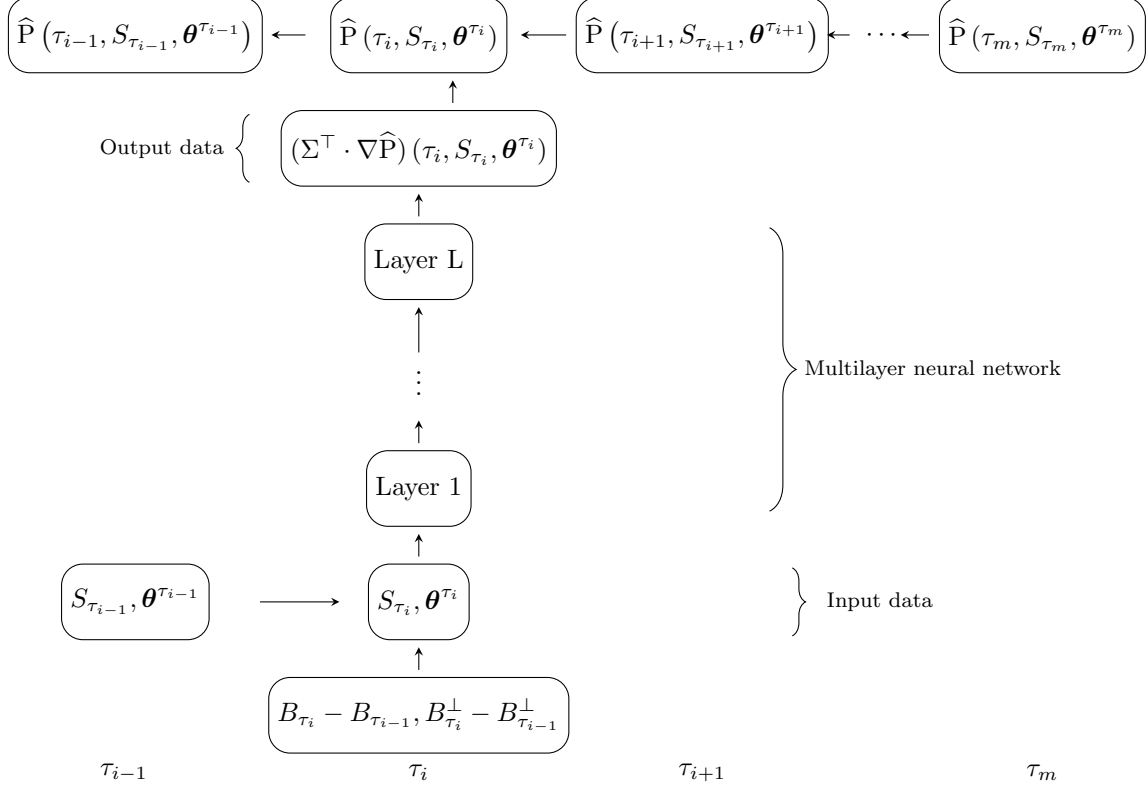 P̂ (τ_{i−1}, S_{τ_{i−1}}, θ^{τ_{i−1}}) P̂ (τ_i, S_{τ_i}, θ^{τ_i}) P̂ (τ_{i+1}, S_{τ_{i+1}}, θ^{τ_{i+1}}) ··· P̂ (τ_m, S_{τ_m}, θ^{τ_m})
Output data (Σ^⊤ · ∇P̂) (τ_i, S_{τ_i}, θ^{τ_i})
Layer L
⋮ Multilayer neural network
Layer 1
S_{τ_{i−1}}, θ^{τ_{i−1}} S_{τ_i}, θ^{τ_i} Input data
B_{τ_i} − B_{τ_{i−1}}, B^⊥_{τ_i} − B^⊥_{τ_{i−1}}
τ_{i−1} τ_i τ_{i+1} τ_m